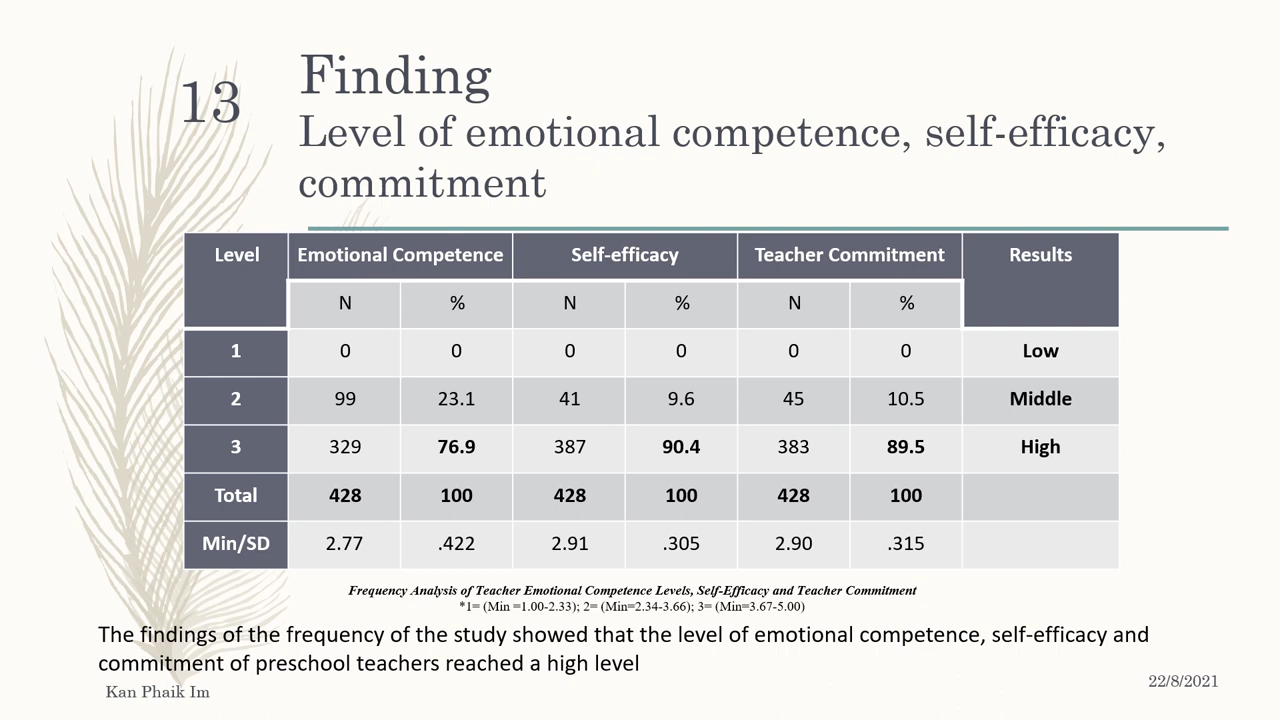 13
Finding
Level of emotional competence, self-efficacy,
commitment
Level Emotional Competence Self-efficacy Teacher Commitment Results
N % N % N %
1 0 0 0 0 0 0 Low
2 99 23.1 41 9.6 45 10.5 Middle
3 329 76.9 387 90.4 383 89.5 High
Total 428 100 428 100 428 100
Min/SD 2.77 .422 2.91 .305 2.90 .315
Frequency Analysis of Teacher Emotional Competence Levels, Self-Efficacy and Teacher Commitment
*1= (Min =1.00-2.33); 2= (Min=2.34-3.66); 3= (Min=3.67-5.00)
The findings of the frequency of the study showed that the level of emotional competence, self-efficacy and
commitment of preschool teachers reached a high level
Kan Phaik Im
22/8/2021